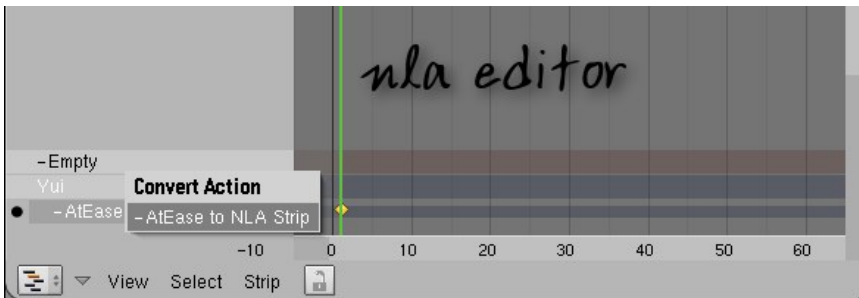 nla editor
-Empty
Yui
Convert Action
-AtEase
-AtEase to NLA Strip
-10 0 10 20 30 40 50 60
View Select Strip